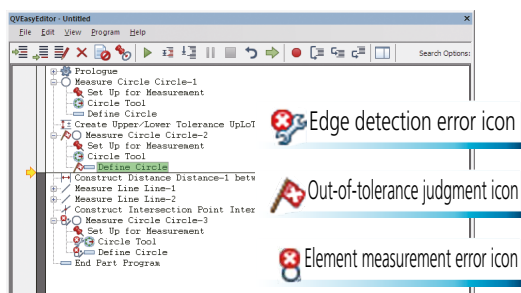 QVEasyEditor - Untitled
File Edit View Program Help
Search Options:
Prologue
Measure Circle Circle-1
Set Up for Measurement
Circle Tool
Define Circle
Create Upper/Lower Tolerance UpLoT
Measure Circle Circle-2
Set Up for Measurement
Circle Tool
Define Circle
Construct Distance Distance-1 betw
Measure Line Line-1
Measure Line Line-2
Construct Intersection Point Inter
Measure Circle Circle-3
Set Up for Measurement
Circle Tool
Define Circle
End Part Program
Edge detection error icon
Out-of-tolerance judgment icon
Element measurement error icon